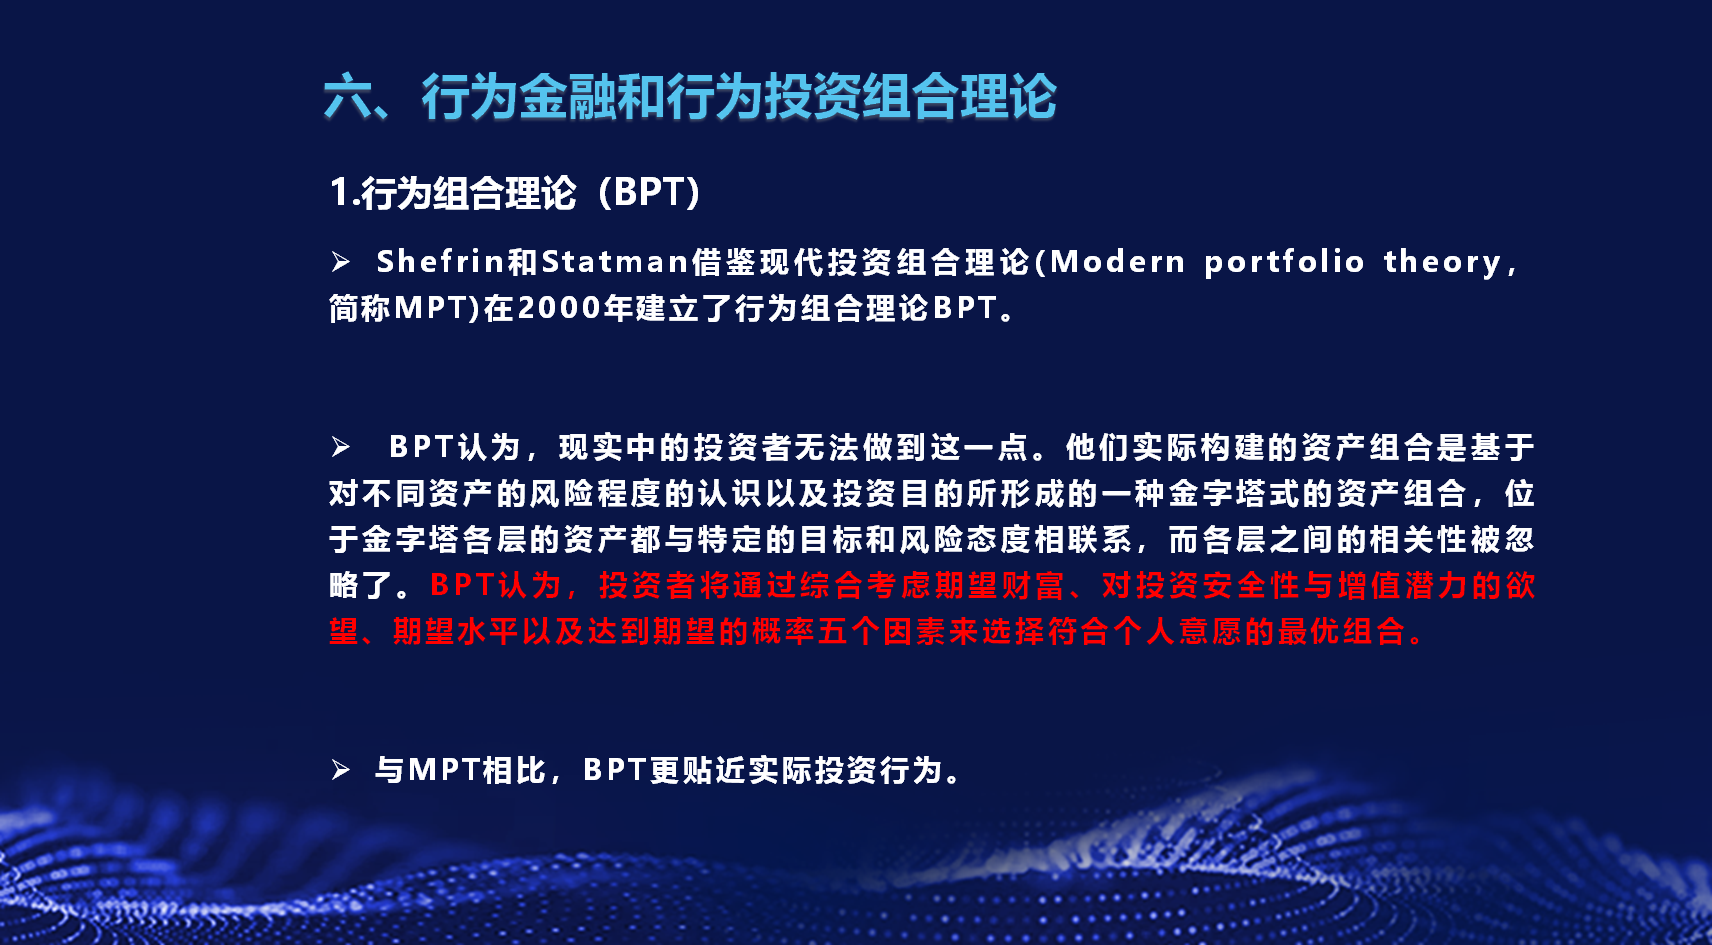 六、行为金融和行为投资组合理论
1.行为组合理论（BPT）
➢ Shefrin和Statman借鉴现代投资组合理论(Modern portfolio theory，
简称MPT)在2000年建立了行为组合理论BPT。
➢ BPT认为，现实中的投资者无法做到这一点。他们实际构建的资产组合是基于
对不同资产的风险程度的认识以及投资目的所形成的一种金字塔式的资产组合，位
于金字塔各层的资产都与特定的目标和风险态度相联系，而各层之间的相关性被忽
略了。BPT认为，投资者将通过综合考虑期望财富、对投资安全性与增值潜力的欲
望、期望水平以及达到期望的概率五个因素来选择符合个人意愿的最优组合。
➢ 与MPT相比，BPT更贴近实际投资行为。